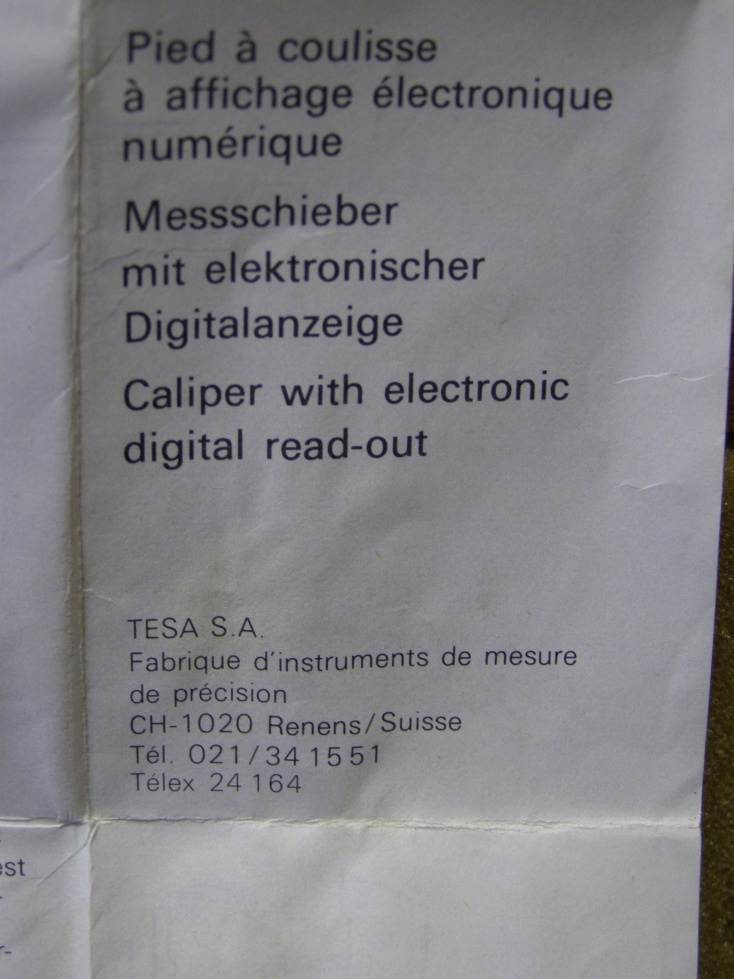 Pied à coulisse
à affichage électronique
numérique
Messschieber
mit elektronischer
Digitalanzeige
Caliper with electronic
digital read-out
TESA S.A.
Fabrique d'instruments de mesure
de précision
CH-1020 Renens/Suisse
Tél. 021/34 15 51
Télex 24 164
est
r-